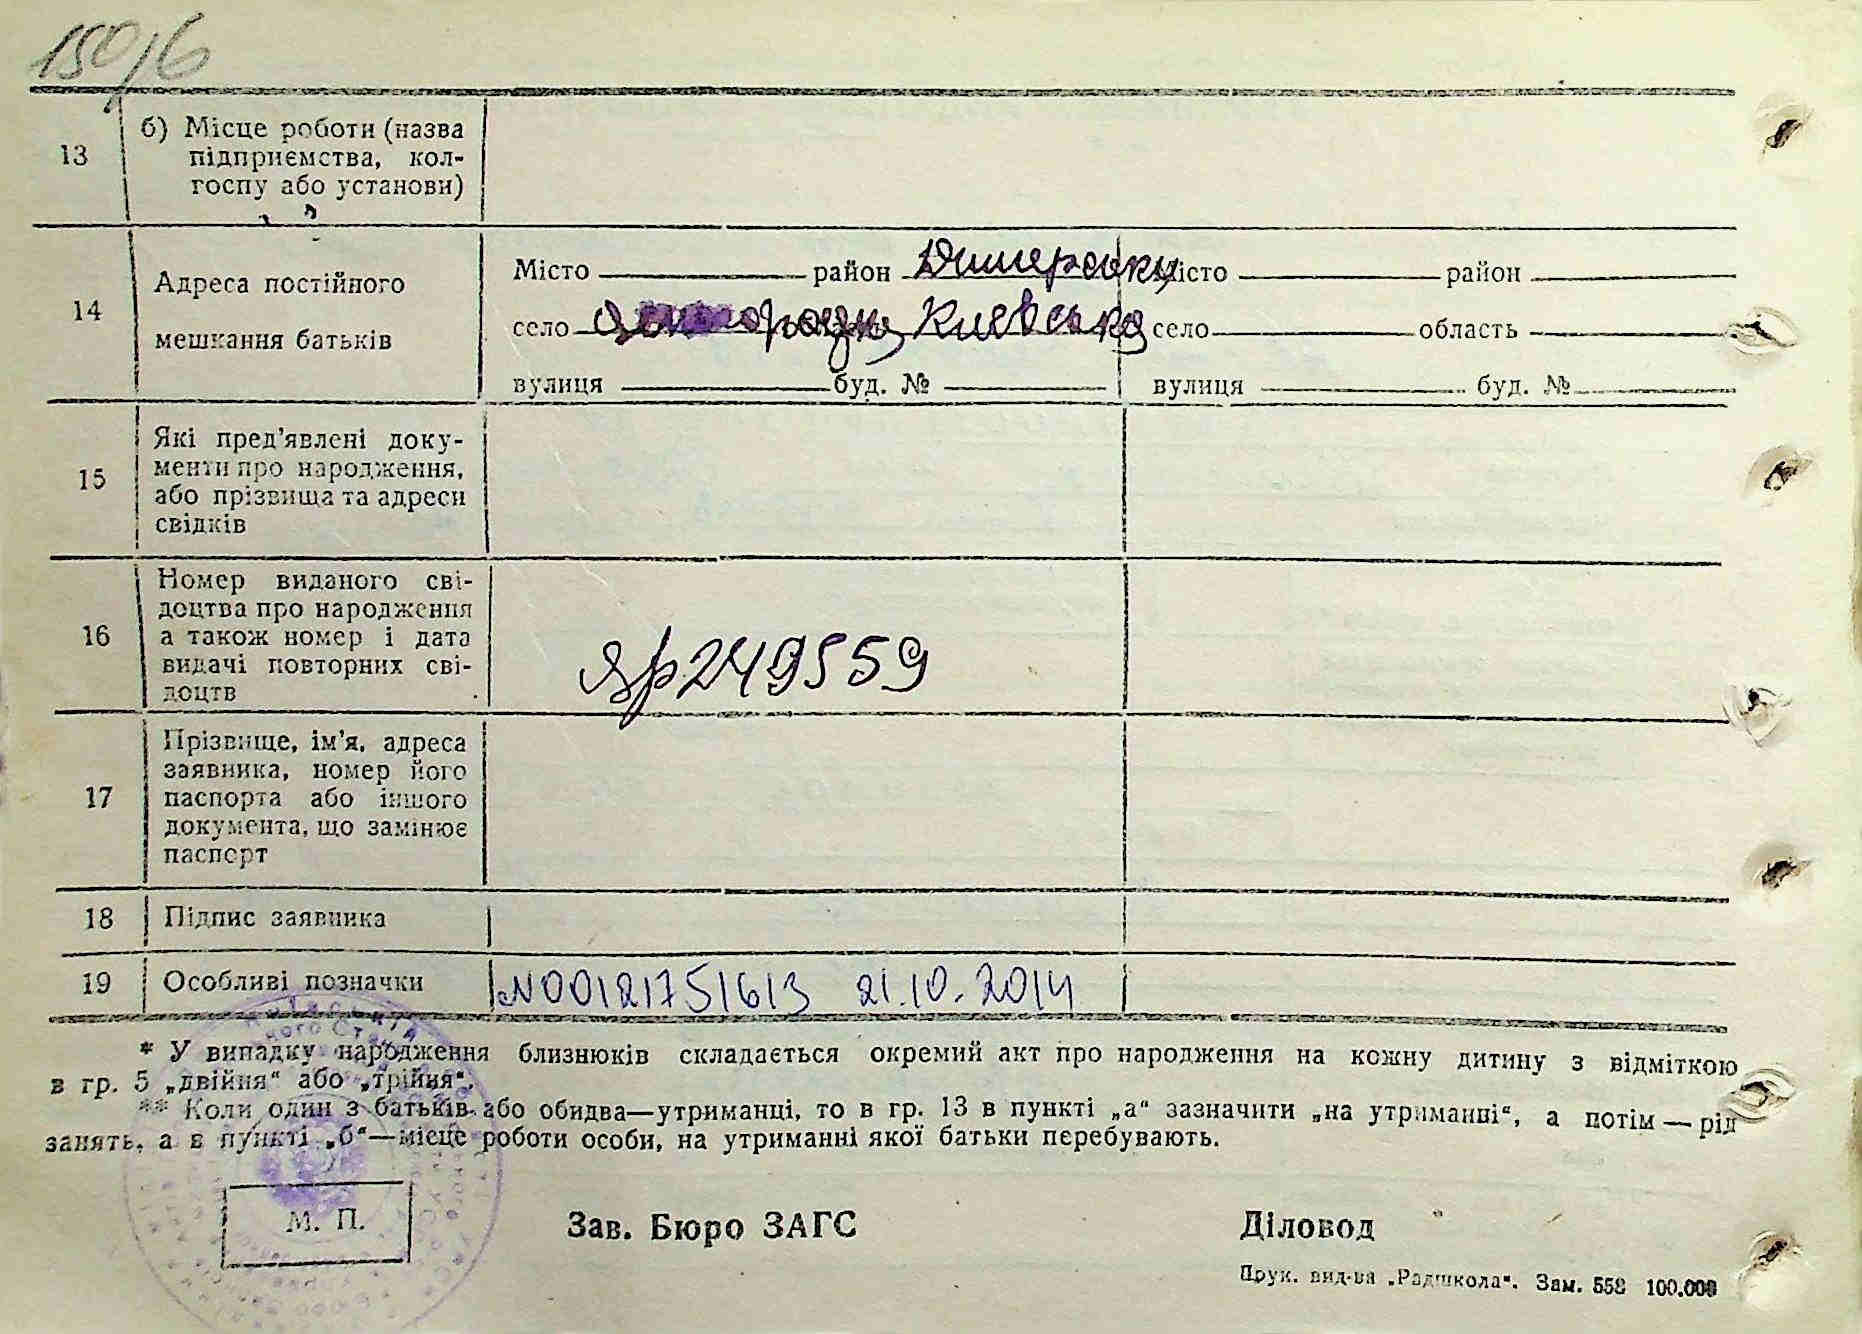 150/6
13 б) Місце роботи (назва
підприємства, кол-
госпу або установи)
14 Адреса постійного
мешкання батьків
Місто район Димерськи Місто район
село Київська село область
вулиця буд. № вулиця буд. №
15 Які пред'явлені доку-
менти про народження,
або прізвища та адреси
свідків
16 Номер виданого сві-
доцтва про народження
а також номер і дата
видачі повторних сві-
доцтв
ЯР249559
17 Прізвище, ім'я, адреса
заявника, номер його
паспорта або іншого
документа, що замінює
паспорт
18 Підпис заявника
19 Особливі позначки N00121751613 21.10.2014
* У випадку народження близнюків складається окремий акт про народження на кожну дитину з відміткою
в гр. 5 „двійня“ або „трійня“.
** Коли один з батьків або обидва—утриманці, то в гр. 13 в пункті „а“ зазначити „на утриманні“, а потім — рід
занять, а в пункті „б“—місце роботи особи, на утриманні якої батьки перебувають.
М. П. Зав. Бюро ЗАГС Діловод
Друк. вид-ва „Радшкола“. Зам. 558 100.000